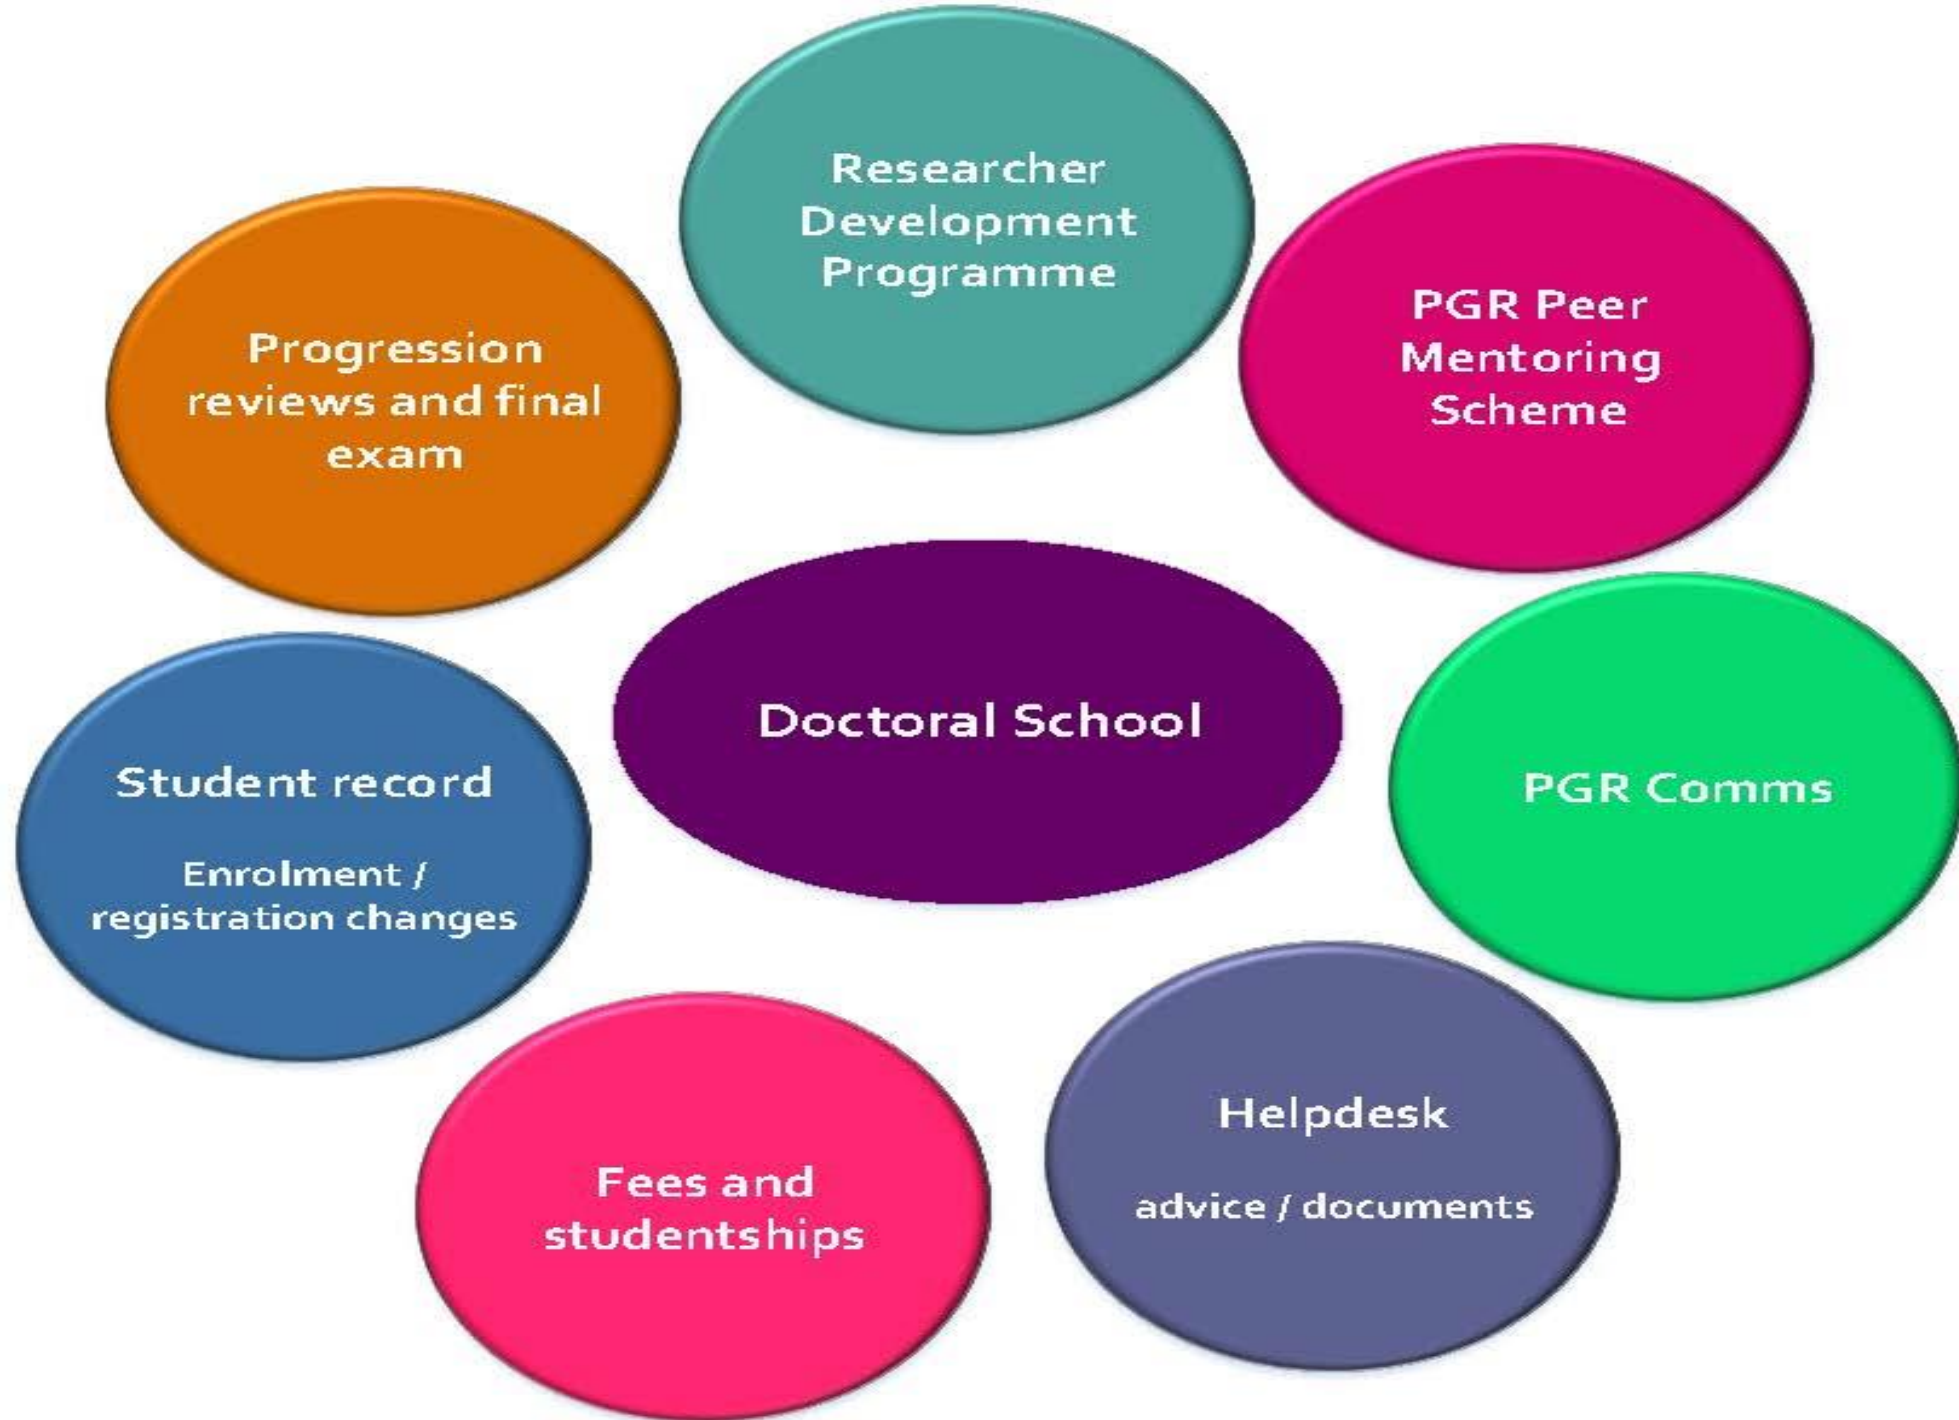 Researcher
Development
Programme
PGR Peer
Mentoring
Scheme
Progression
reviews and final
exam
Doctoral School
PGR Comms
Student record
Enrolment /
registration changes
Helpdesk
advice / documents
Fees and
studentships